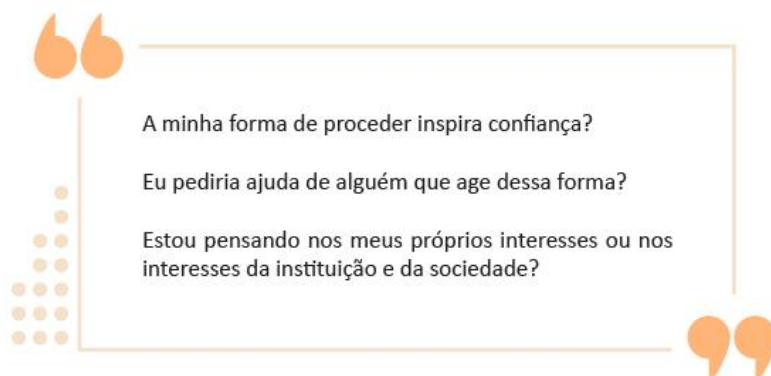 A minha forma de proceder inspira confiança?
Eu pediria ajuda de alguém que age dessa forma?
Estou pensando nos meus próprios interesses ou nos
interesses da instituição e da sociedade?